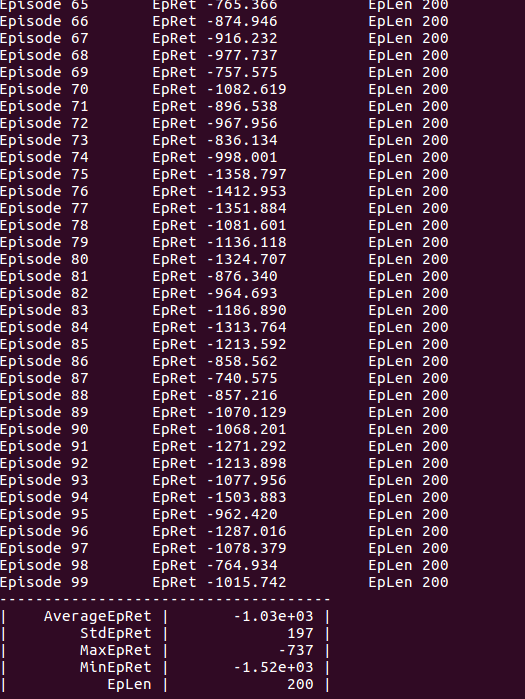 Episode 65 EpRet -765.366 EpLen 200
Episode 66 EpRet -874.946 EpLen 200
Episode 67 EpRet -916.232 EpLen 200
Episode 68 EpRet -977.737 EpLen 200
Episode 69 EpRet -757.575 EpLen 200
Episode 70 EpRet -1082.619 EpLen 200
Episode 71 EpRet -896.538 EpLen 200
Episode 72 EpRet -967.956 EpLen 200
Episode 73 EpRet -836.134 EpLen 200
Episode 74 EpRet -998.001 EpLen 200
Episode 75 EpRet -1358.797 EpLen 200
Episode 76 EpRet -1412.953 EpLen 200
Episode 77 EpRet -1351.884 EpLen 200
Episode 78 EpRet -1081.601 EpLen 200
Episode 79 EpRet -1136.118 EpLen 200
Episode 80 EpRet -1324.707 EpLen 200
Episode 81 EpRet -876.340 EpLen 200
Episode 82 EpRet -964.693 EpLen 200
Episode 83 EpRet -1186.890 EpLen 200
Episode 84 EpRet -1313.764 EpLen 200
Episode 85 EpRet -1213.592 EpLen 200
Episode 86 EpRet -858.562 EpLen 200
Episode 87 EpRet -740.575 EpLen 200
Episode 88 EpRet -857.216 EpLen 200
Episode 89 EpRet -1070.129 EpLen 200
Episode 90 EpRet -1068.201 EpLen 200
Episode 91 EpRet -1271.292 EpLen 200
Episode 92 EpRet -1213.898 EpLen 200
Episode 93 EpRet -1077.956 EpLen 200
Episode 94 EpRet -1503.883 EpLen 200
Episode 95 EpRet -962.420 EpLen 200
Episode 96 EpRet -1287.016 EpLen 200
Episode 97 EpRet -1078.379 EpLen 200
Episode 98 EpRet -764.934 EpLen 200
Episode 99 EpRet -1015.742 EpLen 200
-------------------------------------
| AverageEpRet | -1.03e+03 |
| StdEpRet | 197 |
| MaxEpRet | -737 |
| MinEpRet | -1.52e+03 |
| EpLen | 200 |